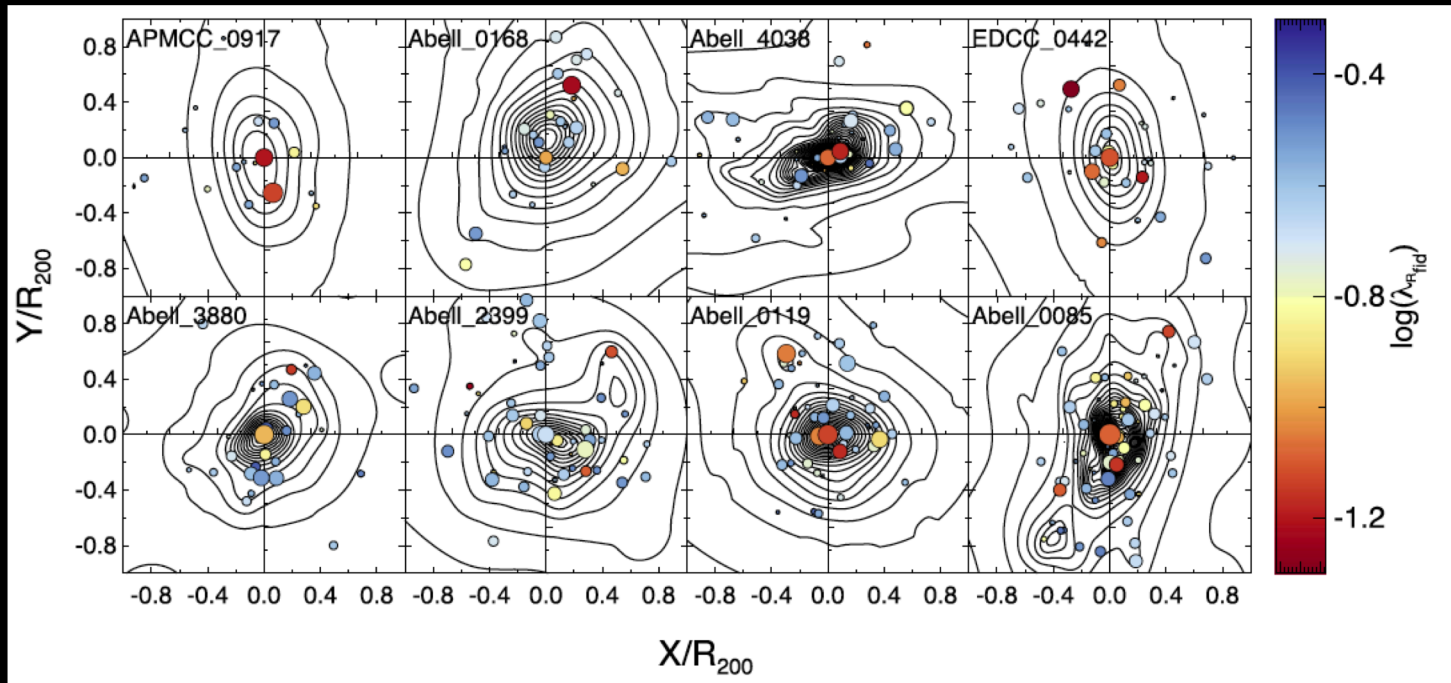 APMCC_0917 Abell_0168 Abell_4038 EDCC_0442
0.8
0.4
0.0
-0.4
-0.8
Abell_3880 Abell_2399 Abell_0119 Abell_0085
0.8
0.4
0.0
-0.4
-0.8
-0.8 -0.4 0.0 0.4 0.8 -0.8 -0.4 0.0 0.4 0.8 -0.8 -0.4 0.0 0.4 0.8 -0.8 -0.4 0.0 0.4 0.8
Y/R200
X/R200
-0.4
-0.8
-1.2
log(λRfid)